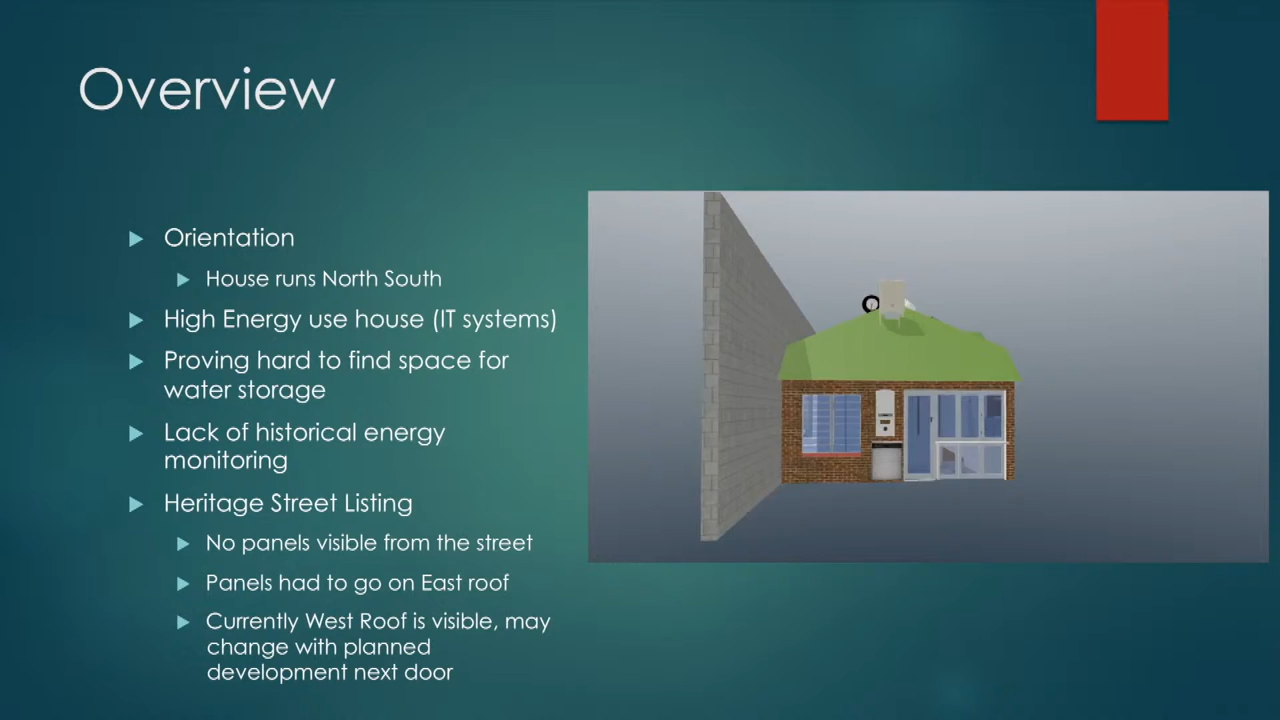 Overview
Orientation
House runs North South
High Energy use house (IT systems)
Proving hard to find space for
water storage
Lack of historical energy
monitoring
Heritage Street Listing
No panels visible from the street
Panels had to go on East roof
Currently West Roof is visible, may
change with planned
development next door